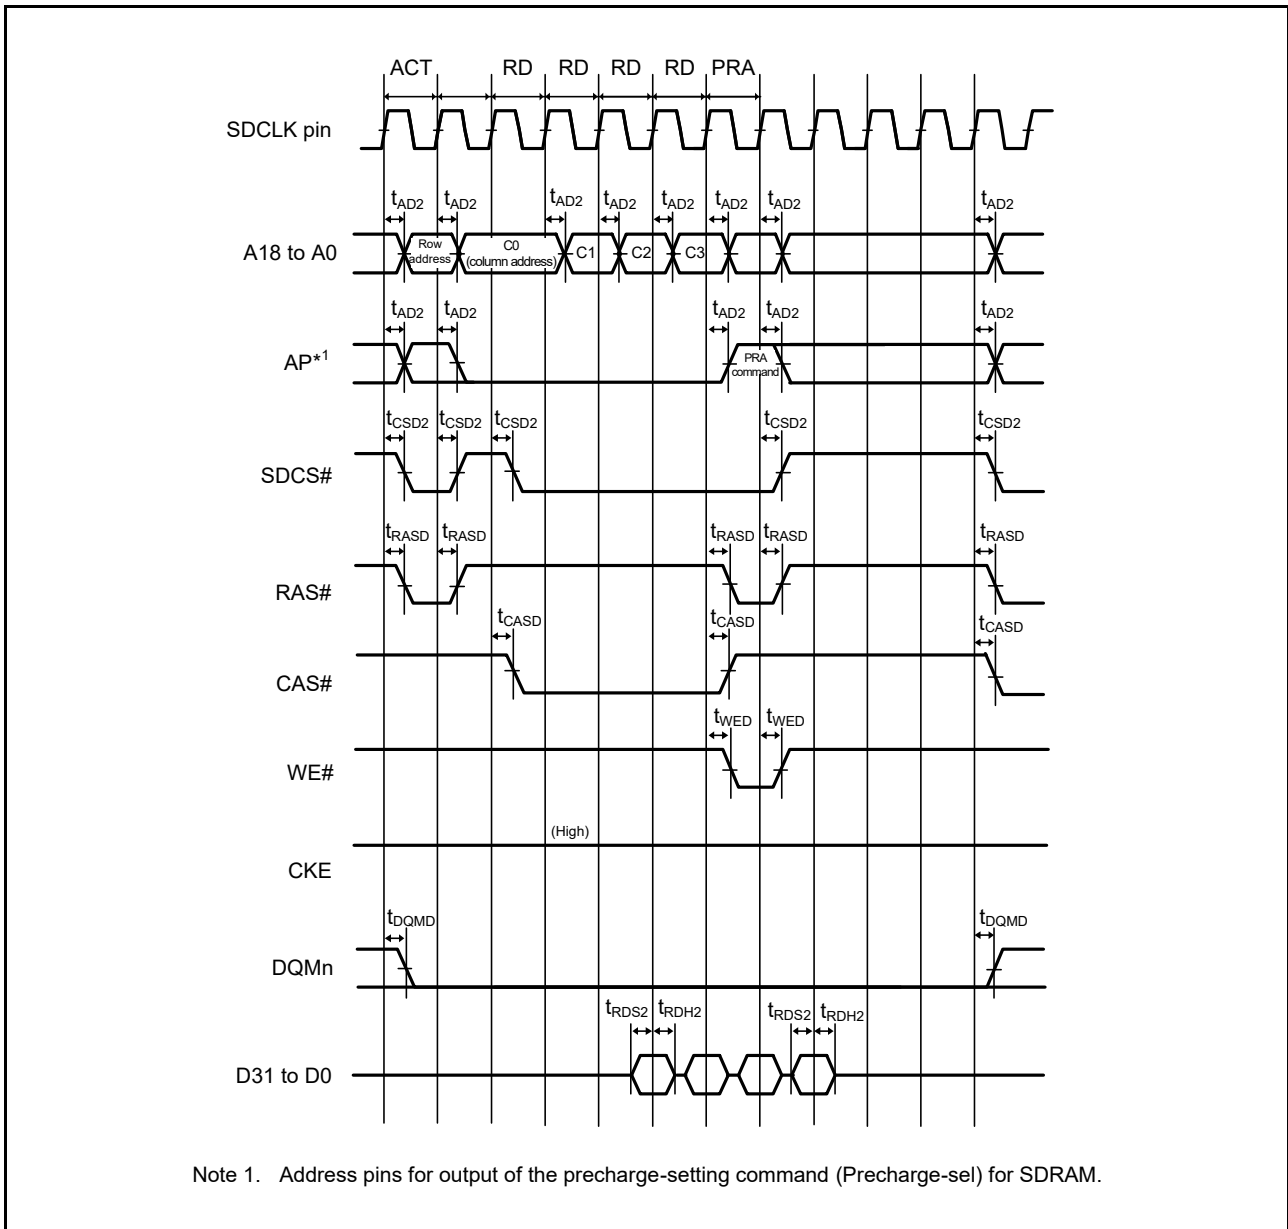 ACT RD RD RD RD PRA
SDCLK pin
tAD2 tAD2 tAD2 tAD2 tAD2 tAD2 tAD2 tAD2
A18 to A0
Row address
C0 (column address)
C1 C2 C3
tAD2 tAD2 tAD2 tAD2 tAD2
AP*1
PRA command
tCSD2 tCSD2 tCSD2 tCSD2 tCSD2
SDCS#
tRASD tRASD tRASD tRASD tRASD
RAS#
tCASD tCASD tCASD
CAS#
tWED tWED
WE#
(High)
CKE
tDQMD tDQMD
DQMn
tRDS2 tRDH2 tRDS2 tRDH2
D31 to D0
Note 1. Address pins for output of the precharge-setting command (Precharge-sel) for SDRAM.